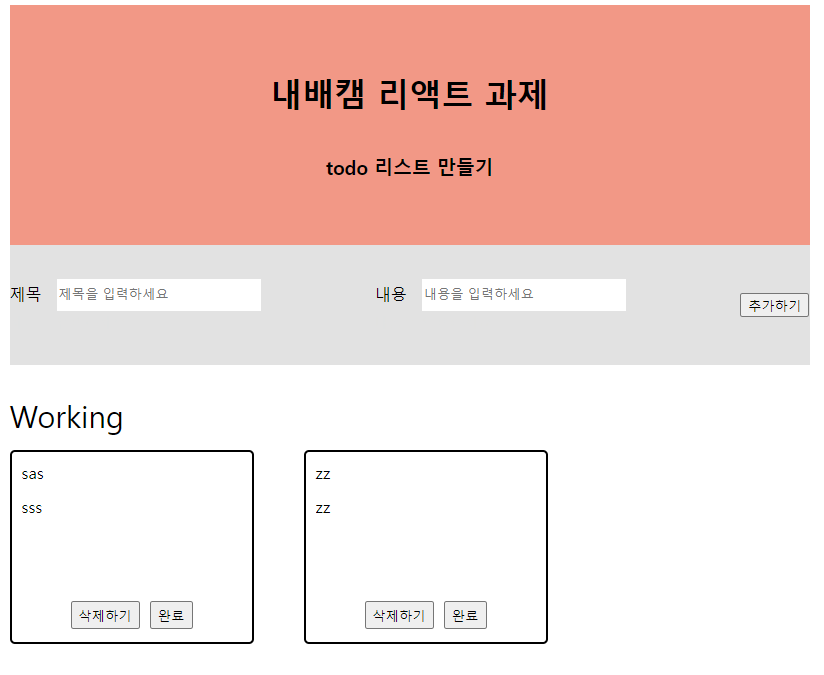 내배캠 리액트 과제
todo 리스트 만들기
제목 제목을 입력하세요 내용 내용을 입력하세요 추가하기
Working
sas
sss
삭제하기 완료
zz
zz
삭제하기 완료